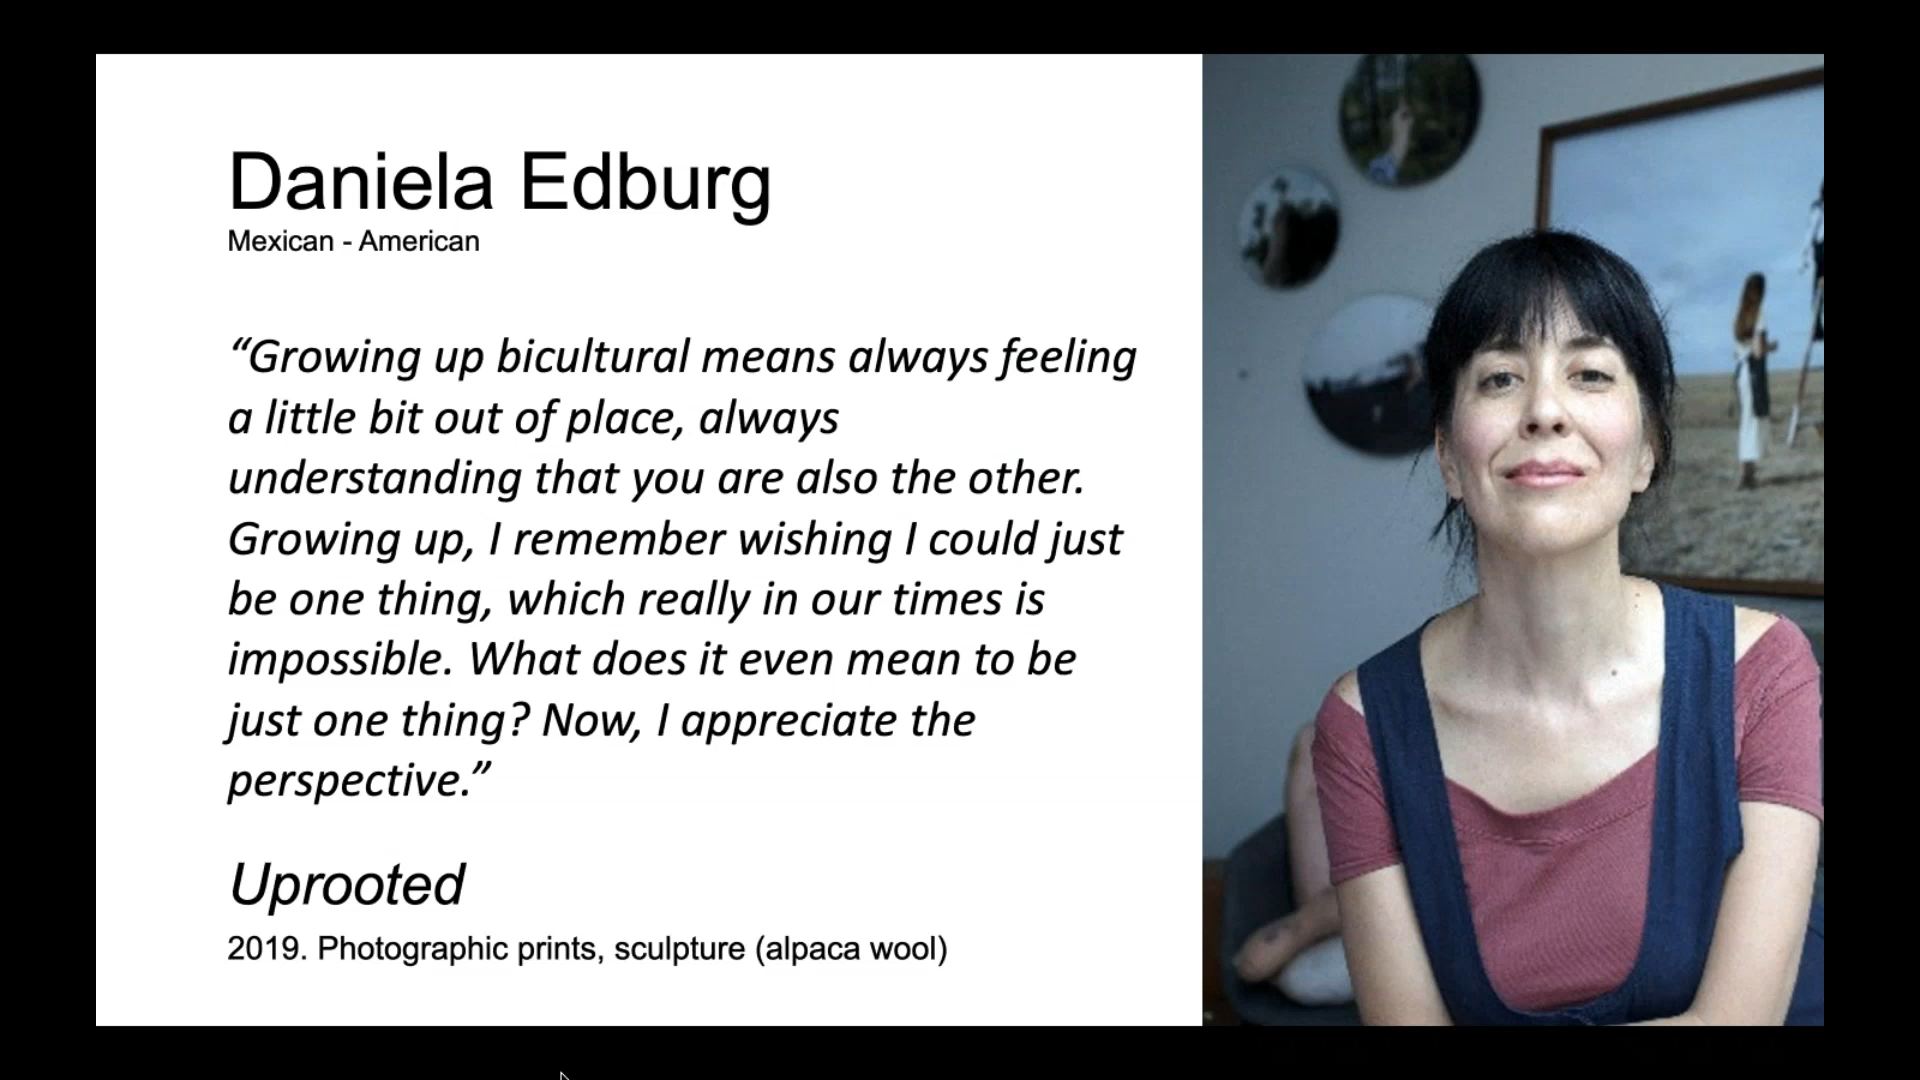 Daniela Edburg
Mexican - American
“Growing up bicultural means always feeling
a little bit out of place, always
understanding that you are also the other.
Growing up, I remember wishing I could just
be one thing, which really in our times is
impossible. What does it even mean to be
just one thing? Now, I appreciate the
perspective.”
Uprooted
2019. Photographic prints, sculpture (alpaca wool)